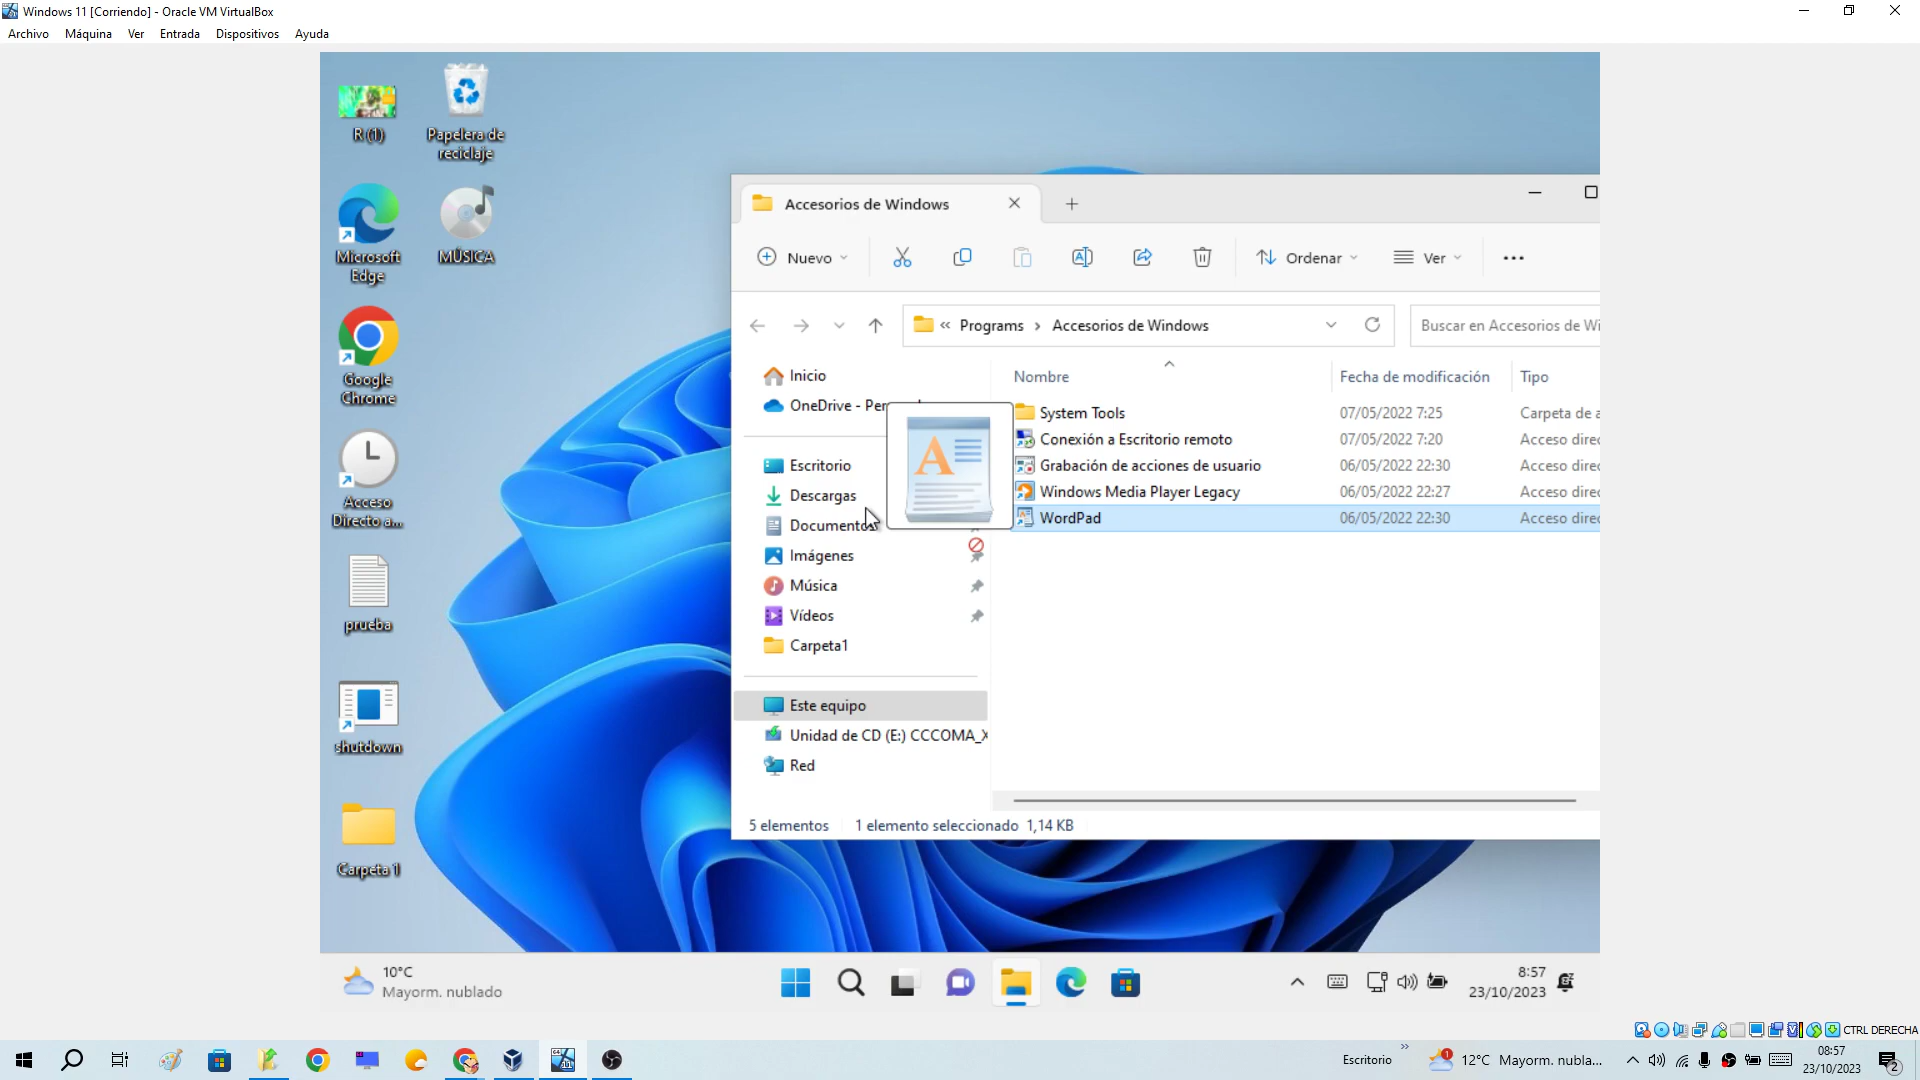 Windows 11 [Corriendo] - Oracle VM VirtualBox
Archivo Máquina Ver Entrada Dispositivos Ayuda
R (1)
Papelera de
reciclaje
Microsoft
Edge
MÚSICA
Google
Chrome
Acceso
Directo a...
prueba
shutdown
Carpeta 1
Accesorios de Windows
Nuevo Ordenar Ver
« Programs › Accesorios de Windows
Buscar en Accesorios de Wi
Inicio
OneDrive - Per
Escritorio
Descargas
Documentos
Imágenes
Música
Vídeos
Carpeta1
Este equipo
Unidad de CD (E:) CCCOMA_X
Red
Nombre Fecha de modificación Tipo
System Tools 07/05/2022 7:25 Carpeta de a
Conexión a Escritorio remoto 07/05/2022 7:20 Acceso direc
Grabación de acciones de usuario 06/05/2022 22:30 Acceso direc
Windows Media Player Legacy 06/05/2022 22:27 Acceso direc
WordPad 06/05/2022 22:30 Acceso direc
5 elementos 1 elemento seleccionado 1,14 KB
10°C
Mayorm. nublado
8:57
23/10/2023
CTRL DERECHA
Escritorio » 12°C Mayorm. nubla...
08:57
23/10/2023